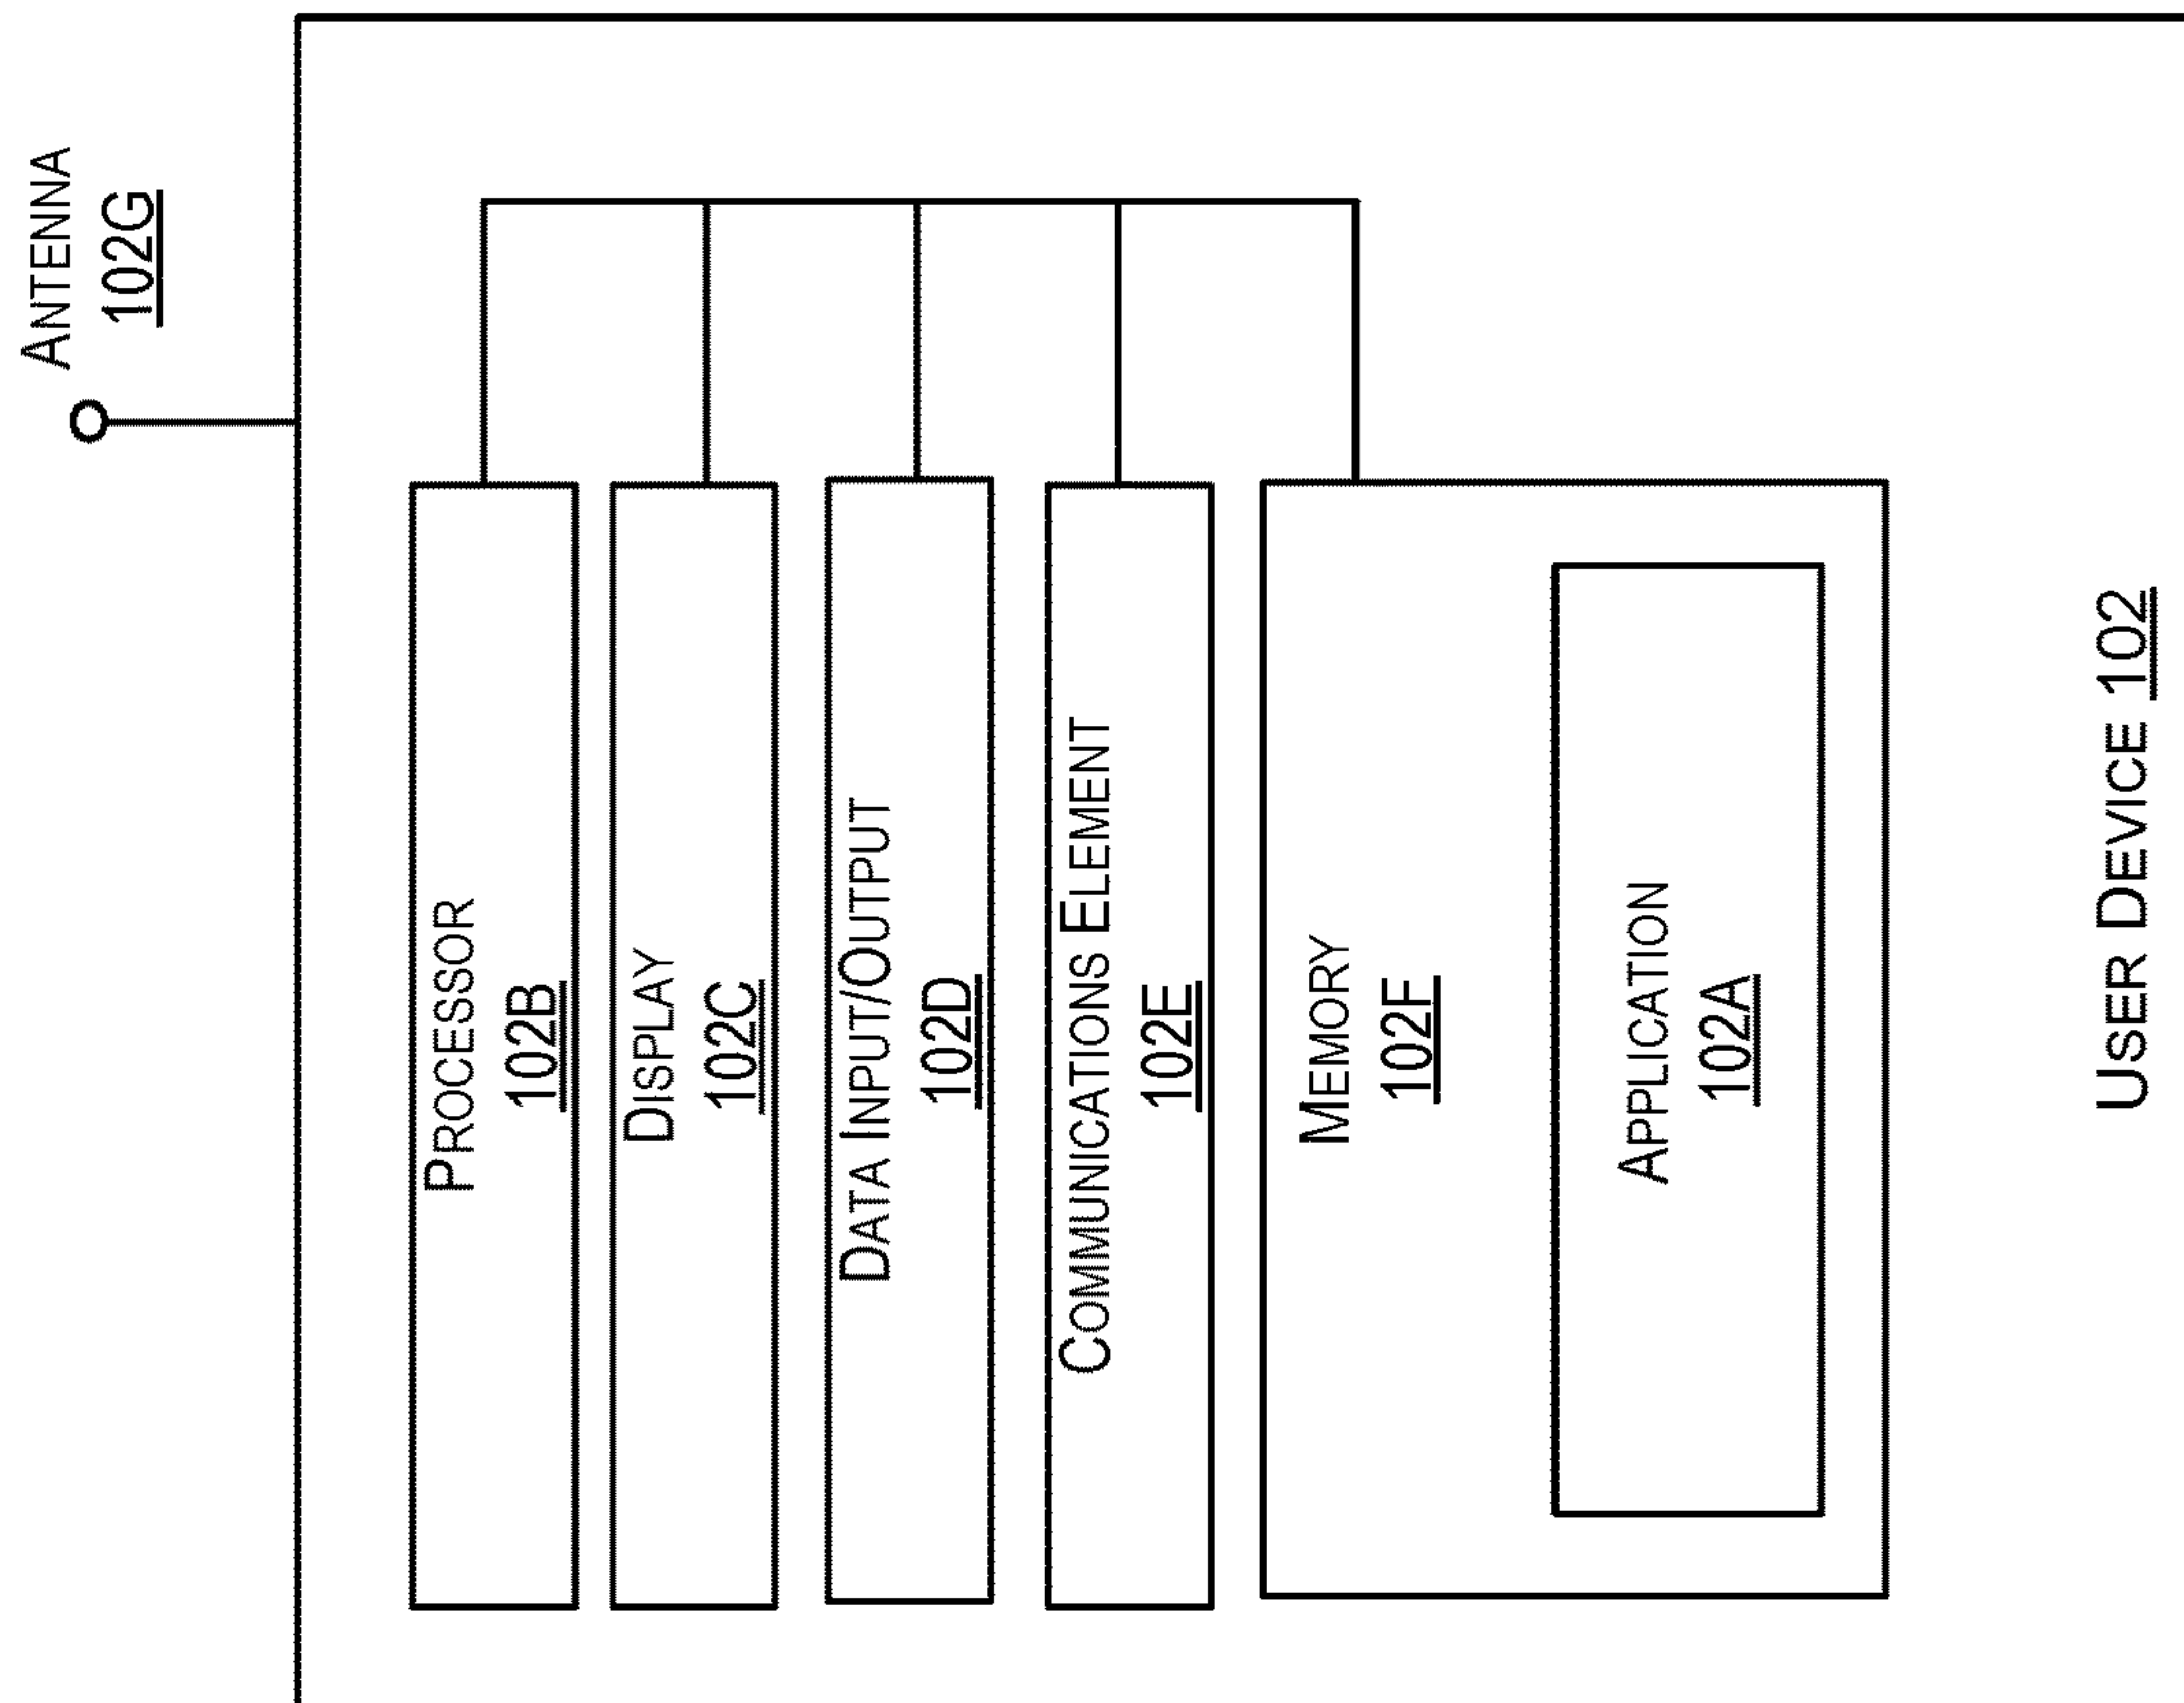 ANTENNA
102G
PROCESSOR
102B
DISPLAY
102C
DATA INPUT/OUTPUT
102D
COMMUNICATIONS ELEMENT
102E
MEMORY
102F
APPLICATION
102A
USER DEVICE 102